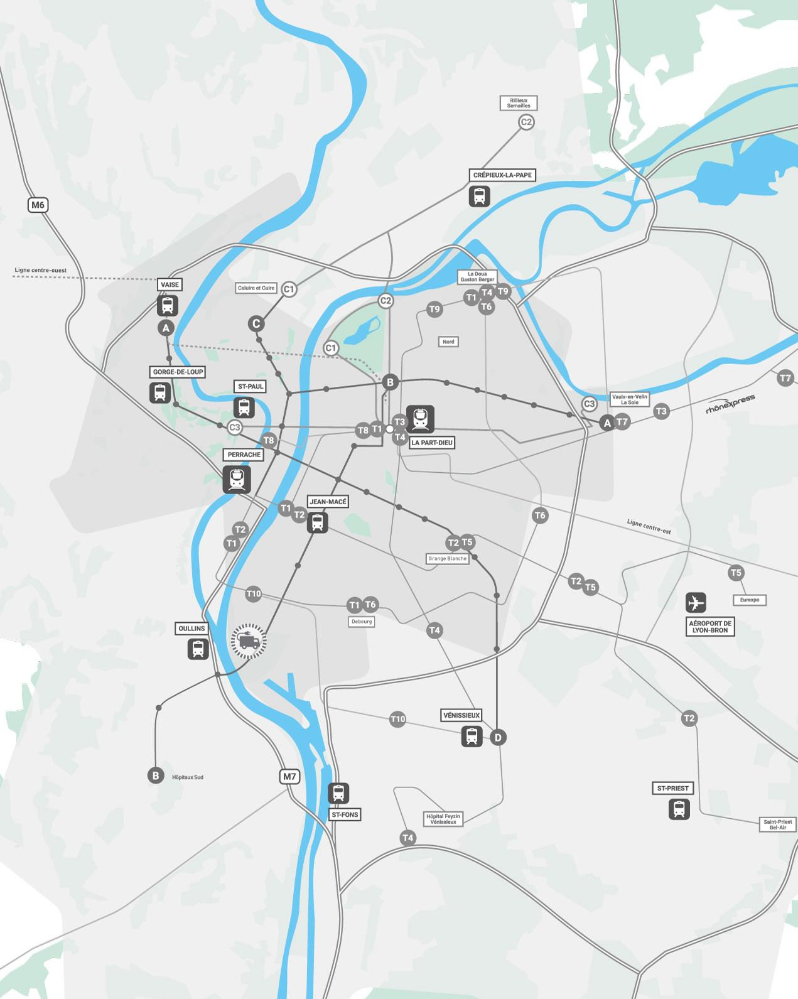 Rillieux
Semailles
C2
CRÉPIEUX-LA-PAPE
M6
Ligne centre-ouest
VAISE
Caluire et Cuire
C1
La Doua
Gaston Berger
T1
T4
T9
T6
C2
T9
A
C
Nord
C1
GORGE-DE-LOUP
ST-PAUL
B
T7
Vaulx-en-Velin
La Soie
C3
T3
rhônexpress
A
T7
C3
T8
T8
T1
T3
T4
LA PART-DIEU
PERRACHE
JEAN-MACÉ
T1
T2
T6
Ligne centre-est
T2
T1
T2
T5
Grange Blanche
T5
T2
T5
T10
Eurexpo
T1
T6
Debourg
AÉROPORT DE
LYON-BRON
OULLINS
T4
T10
VÉNISSIEUX
T2
D
B
Hôpitaux Sud
M7
ST-FONS
ST-PRIEST
Hôpital Feyzin
Vénissieux
Saint-Priest
Bel-Air
T4